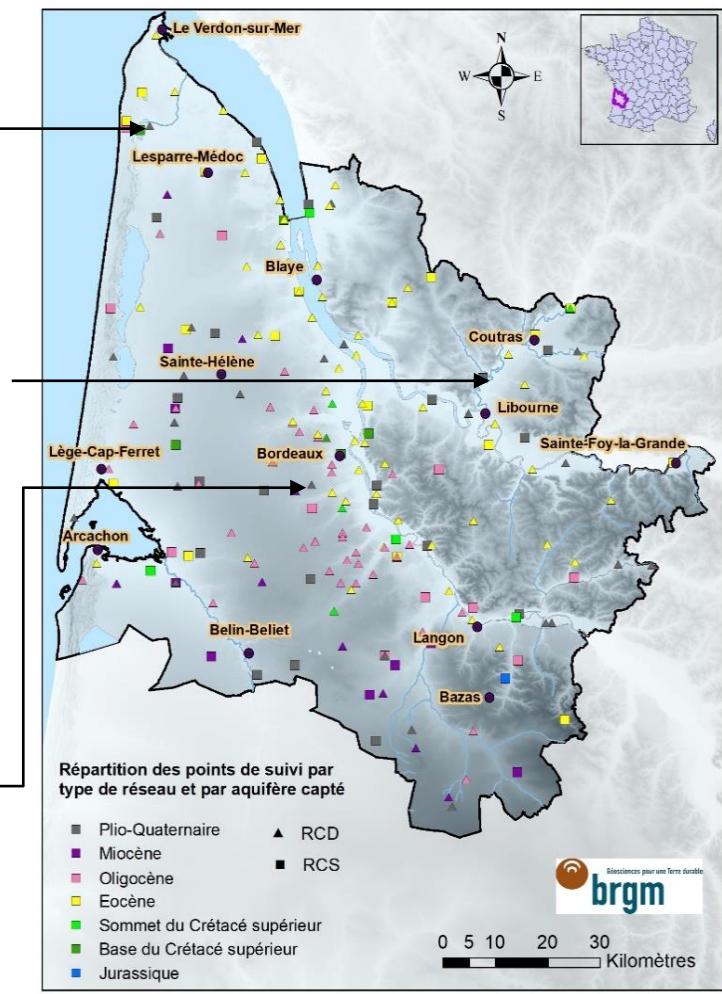 Le Verdon-sur-Mer
N
W E
S
Lesparre-Médoc
Blaye
Coutras
Sainte-Hélène
Libourne
Sainte-Foy-la-Grande
Lège-Cap-Ferret
Bordeaux
Arcachon
Belin-Beliet
Langon
Bazas
Répartition des points de suivi par
type de réseau et par aquifère capté
Plio-Quaternaire
Miocène
Oligocène
Eocène
Sommet du Crétacé supérieur
Base du Crétacé supérieur
Jurassique
RCD
RCS
Géosciences pour une Terre durable
brgm
0 5 10 20 30
Kilomètres